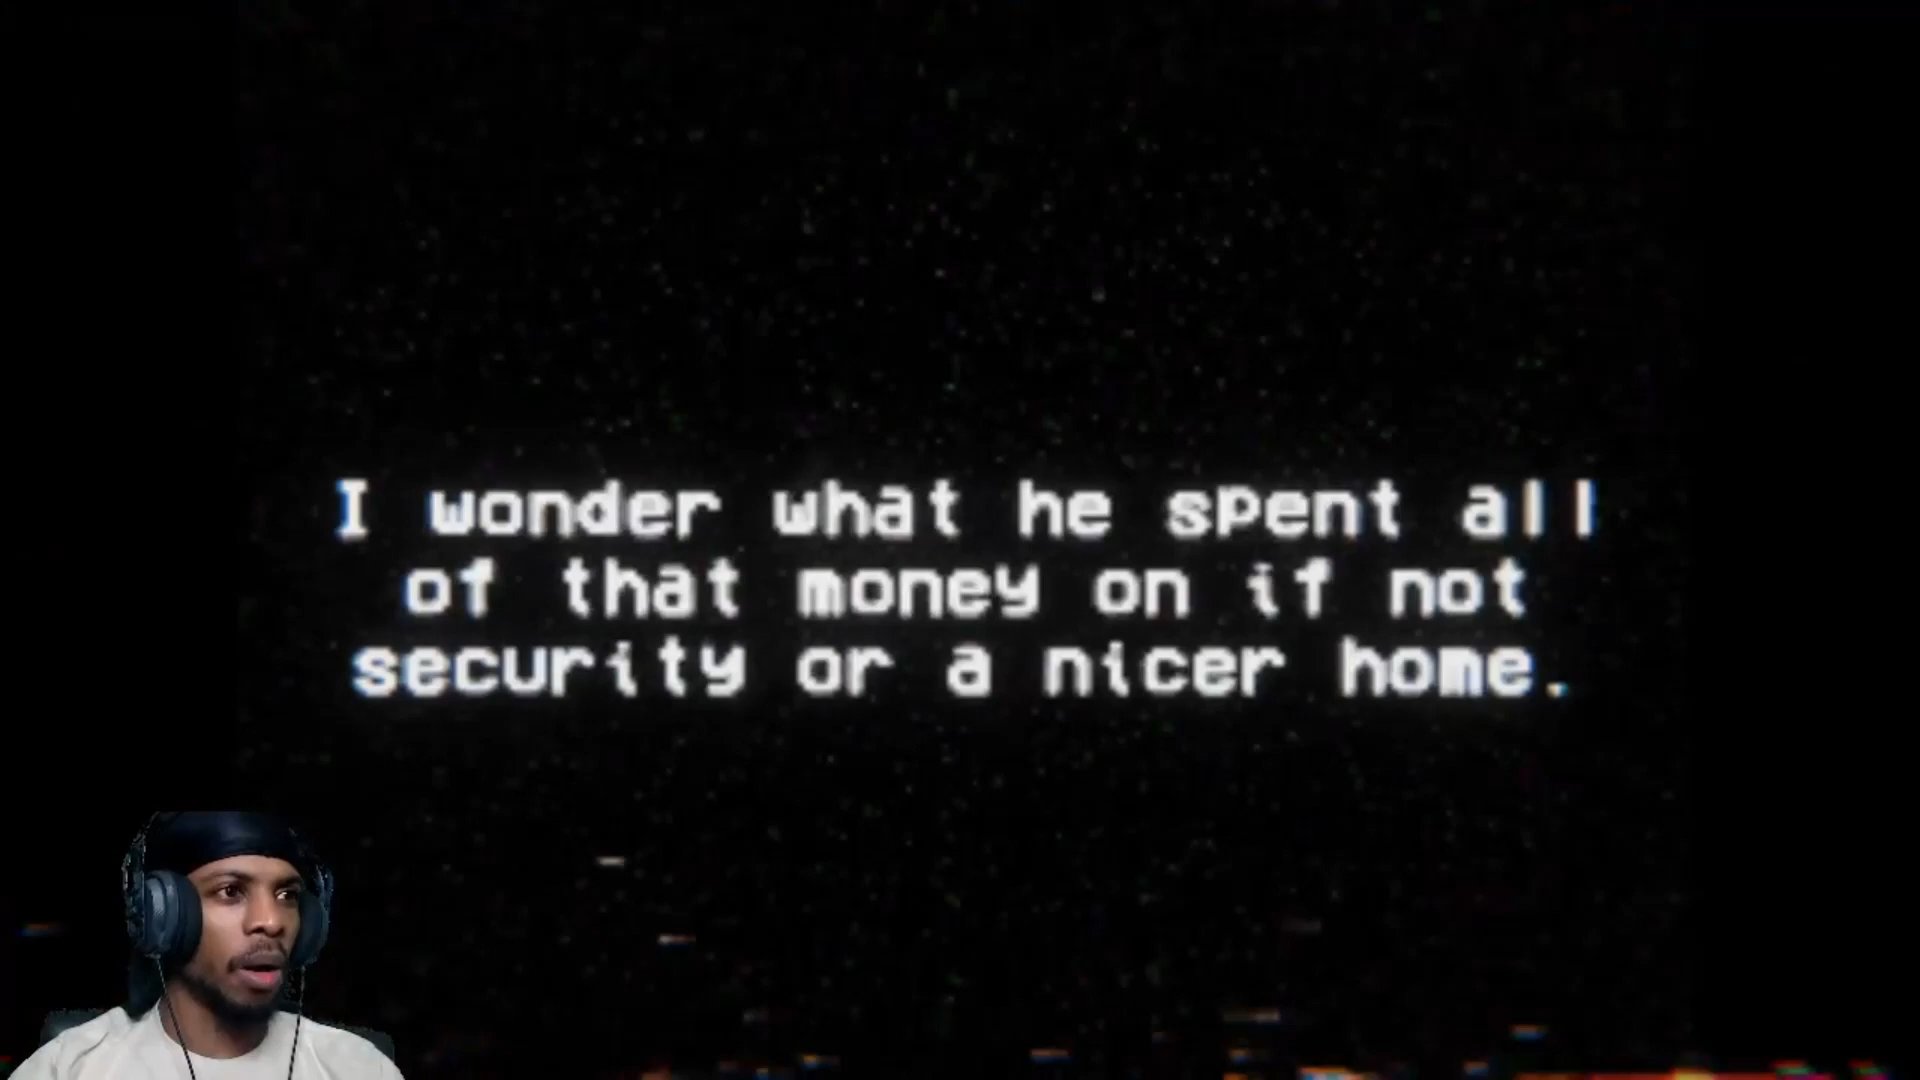 I wonder what he spent all
of that money on if not
security or a nicer home.